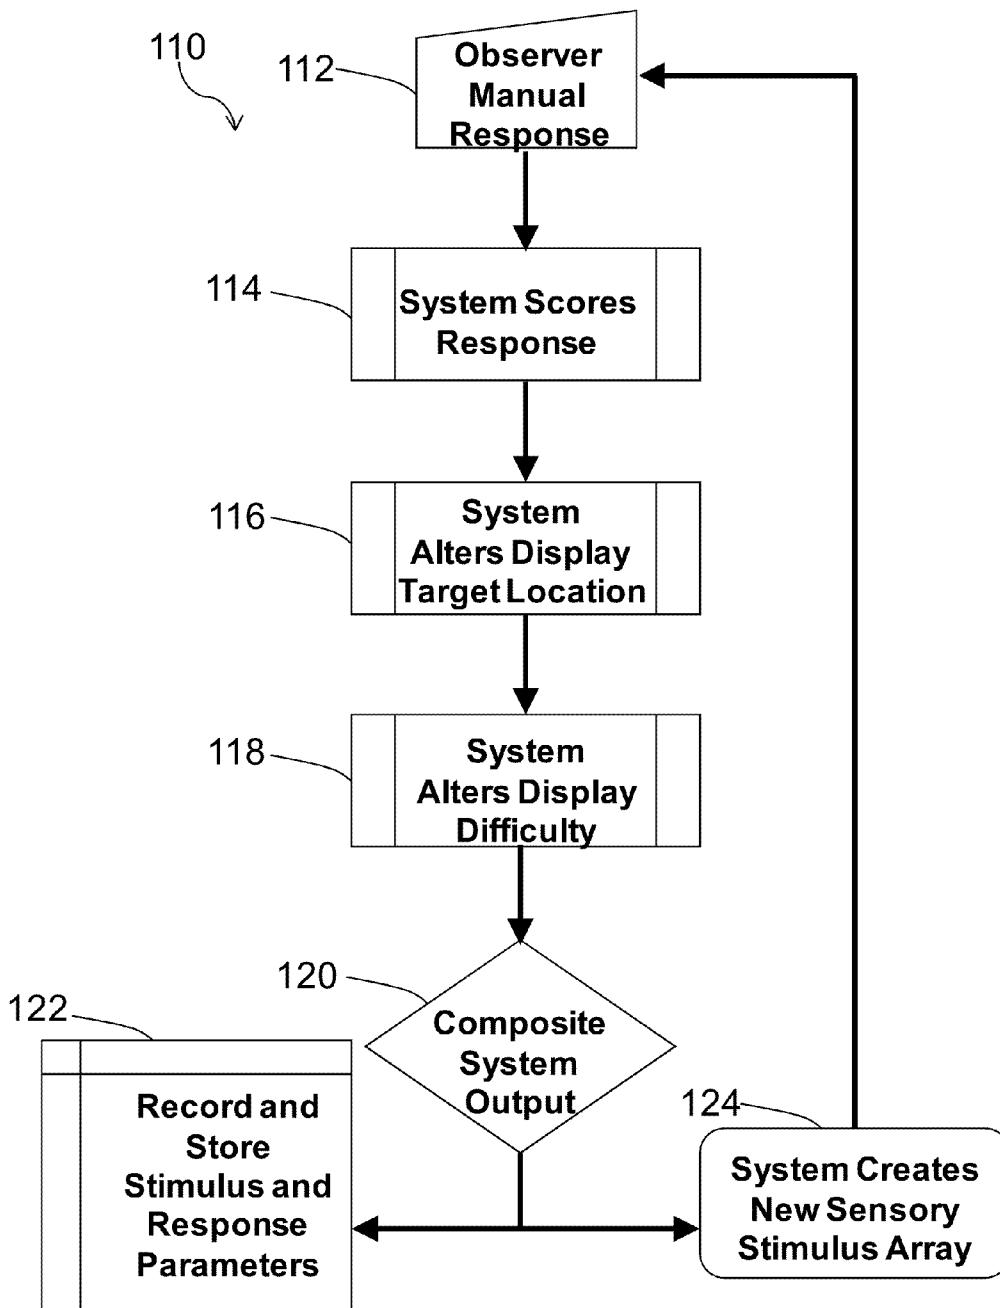 110
112
Observer
Manual
Response
114
System Scores
Response
116
System
Alters Display
Target Location
118
System
Alters Display
Difficulty
120
Composite
System
Output
122
Record and
Store
Stimulus and
Response
Parameters
124
System Creates
New Sensory
Stimulus Array